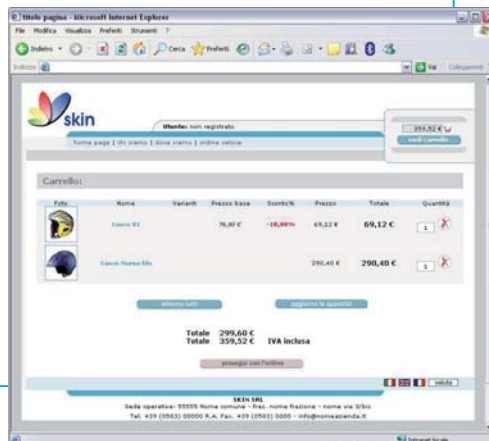 titolo pagina - Microsoft Internet Explorer
File Modifica Visualizza Preferiti Strumenti ?
Indietro Cerca Preferiti
Indirizzo Vai Collegamenti
skin
Utente: non registrato
359,52 €
vedi carrello
home page | chi siamo | dove siamo | ordine veloce
Carrello:
Foto Nome Varianti Prezzo base Sconto% Prezzo Totale Quantità
Casco K1 76,80 € -10,00% 69,12 € 69,12 € 1
Casco Momo blu 290,40 € 290,40 € 1
elimina tutti aggiorna le quantità
Totale 299,60 €
Totale 359,52 € IVA inclusa
prosegui con l'ordine
valuta
SKIN SRL
Sede operativa: 55555 Nome comune - fraz. nome frazione - nome via 3/bis
Tel. +39 (0583) 00000 R.A. Fax. +39 (0583) 0000 - info@nomeazienda.it
Intranet locale